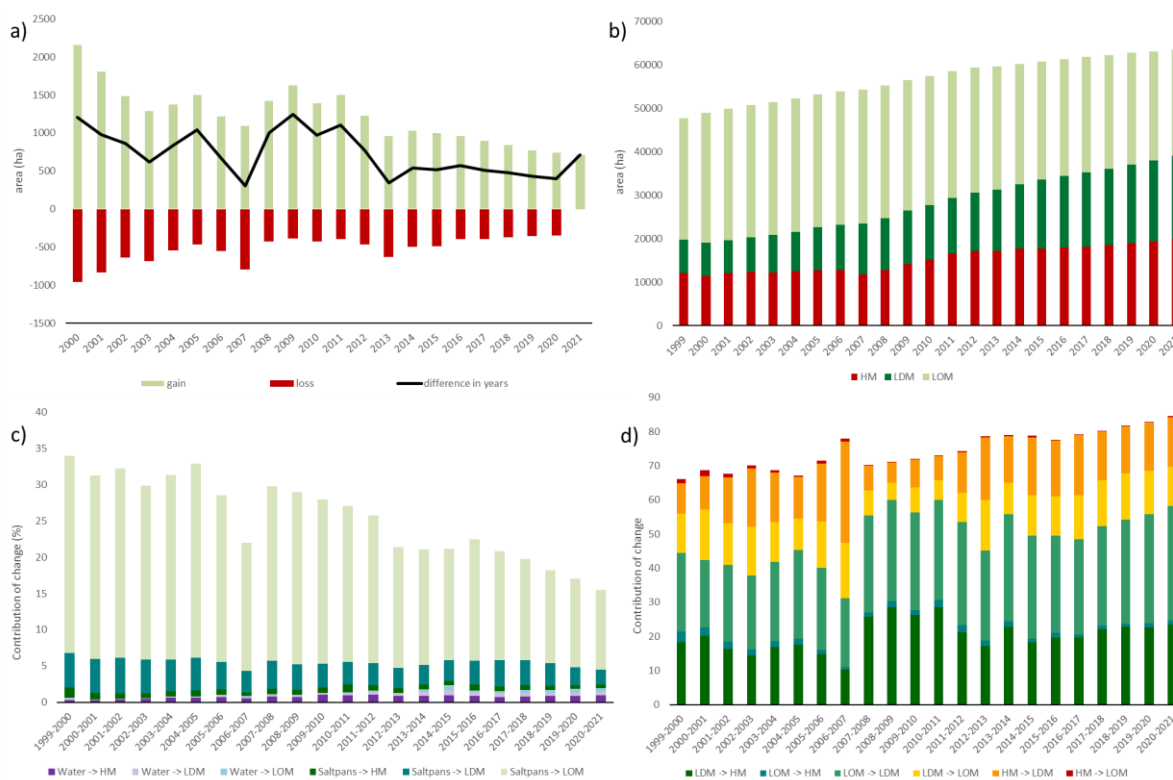 a)
2500
2000
1500
1000
500
0
-500
-1000
-1500
area (ha)
2000 2001 2002 2003 2004 2005 2006 2007 2008 2009 2010 2011 2012 2013 2014 2015 2016 2017 2018 2019 2020 2021
gain loss difference in years
b)
70000
60000
50000
40000
30000
20000
10000
0
area (ha)
1999 2000 2001 2002 2003 2004 2005 2006 2007 2008 2009 2010 2011 2012 2013 2014 2015 2016 2017 2018 2019 2020
HM LDM LOM
c)
40
35
30
25
20
15
10
5
0
Contribution of change (%)
1999-2000 2000-2001 2001-2002 2002-2003 2003-2004 2004-2005 2005-2006 2006-2007 2007-2008 2008-2009 2009-2010 2010-2011 2011-2012 2012-2013 2013-2014 2014-2015 2015-2016 2016-2017 2017-2018 2018-2019 2019-2020 2020-2021
Water -> HM Water -> LDM Water -> LOM Saltpans -> HM Saltpans -> LDM Saltpans -> LOM
d)
90
80
70
60
50
40
30
20
10
0
Contribution of change
1999-2000 2000-2001 2001-2002 2002-2003 2003-2004 2004-2005 2005-2006 2006-2007 2007-2008 2008-2009 2009-2010 2010-2011 2011-2012 2012-2013 2013-2014 2014-2015 2015-2016 2016-2017 2017-2018 2018-2019 2019-2020 2020-2021
LDM -> HM LOM -> HM LOM -> LDM LDM -> LOM HM -> LDM HM -> LOM